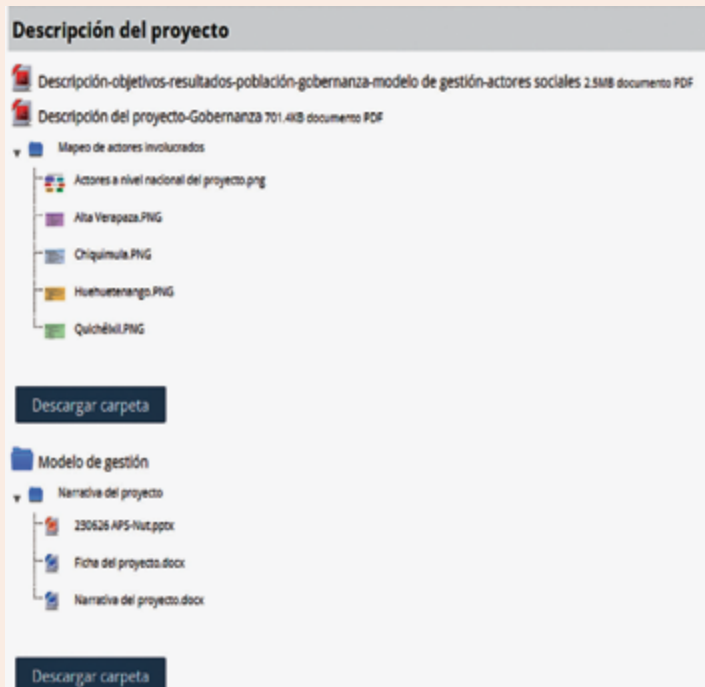 Descripción del proyecto
Descripción-objetivos-resultados-población-gobernanza-modelo de gestión-actores sociales 2.5MB documento PDF
Descripción del proyecto-Gobernanza 701.4KB documento PDF
Mapeo de actores involucrados
Actores a nivel nacional del proyecto.png
Alta Verapaza.PNG
Chiquimula.PNG
Huehuetenango.PNG
Descargar carpeta
Modelo de gestión
Narrativa del proyecto
230626 APS-Nut.pptx
Ficha del proyecto.docx
Narrativa del proyecto.docx
Descargar carpeta